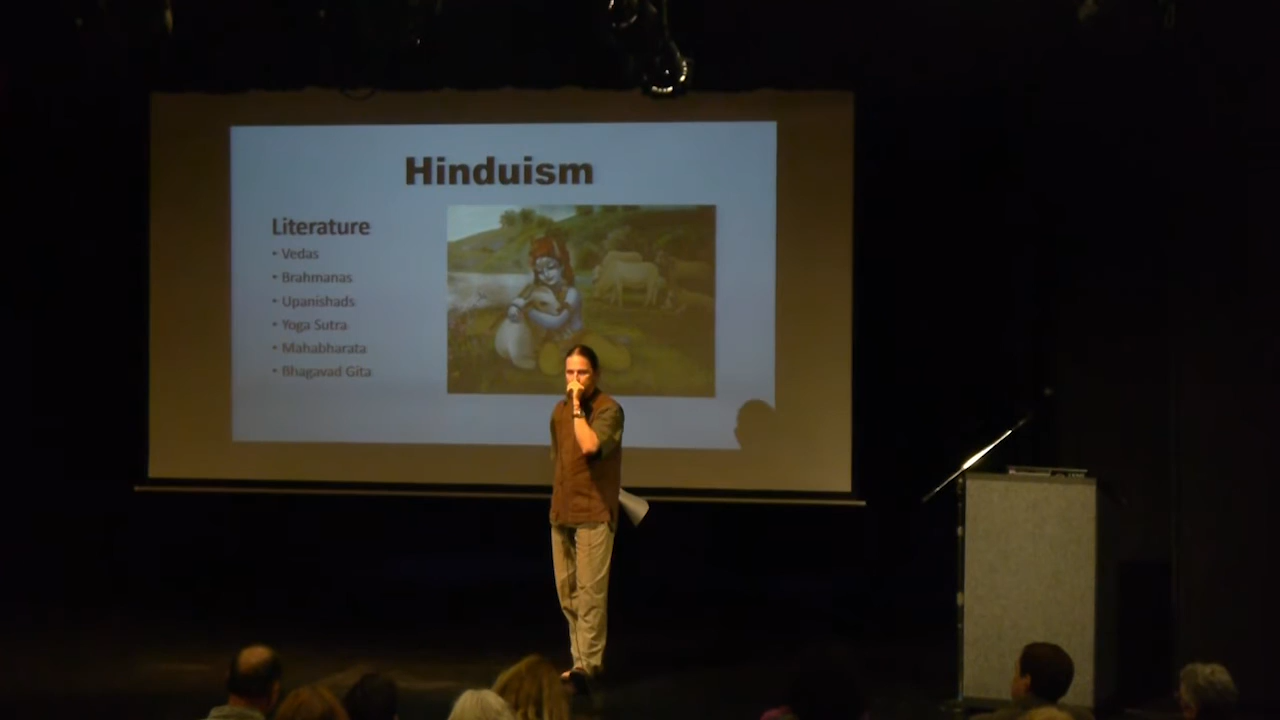 Hinduism
Literature
• Vedas
• Brahmanas
• Upanishads
• Yoga Sutra
• Mahabharata
• Bhagavad Gita